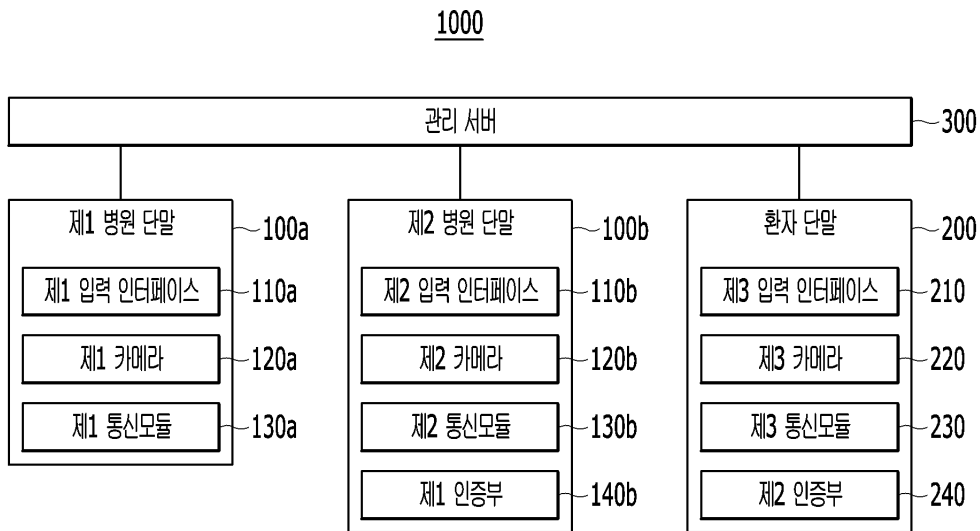 1000
관리 서버 300
제1 병원 단말 100a
제1 입력 인터페이스 110a
제1 카메라 120a
제1 통신모듈 130a
제2 병원 단말 100b
제2 입력 인터페이스 110b
제2 카메라 120b
제2 통신모듈 130b
제1 인증부 140b
환자 단말 200
제3 입력 인터페이스 210
제3 카메라 220
제3 통신모듈 230
제2 인증부 240